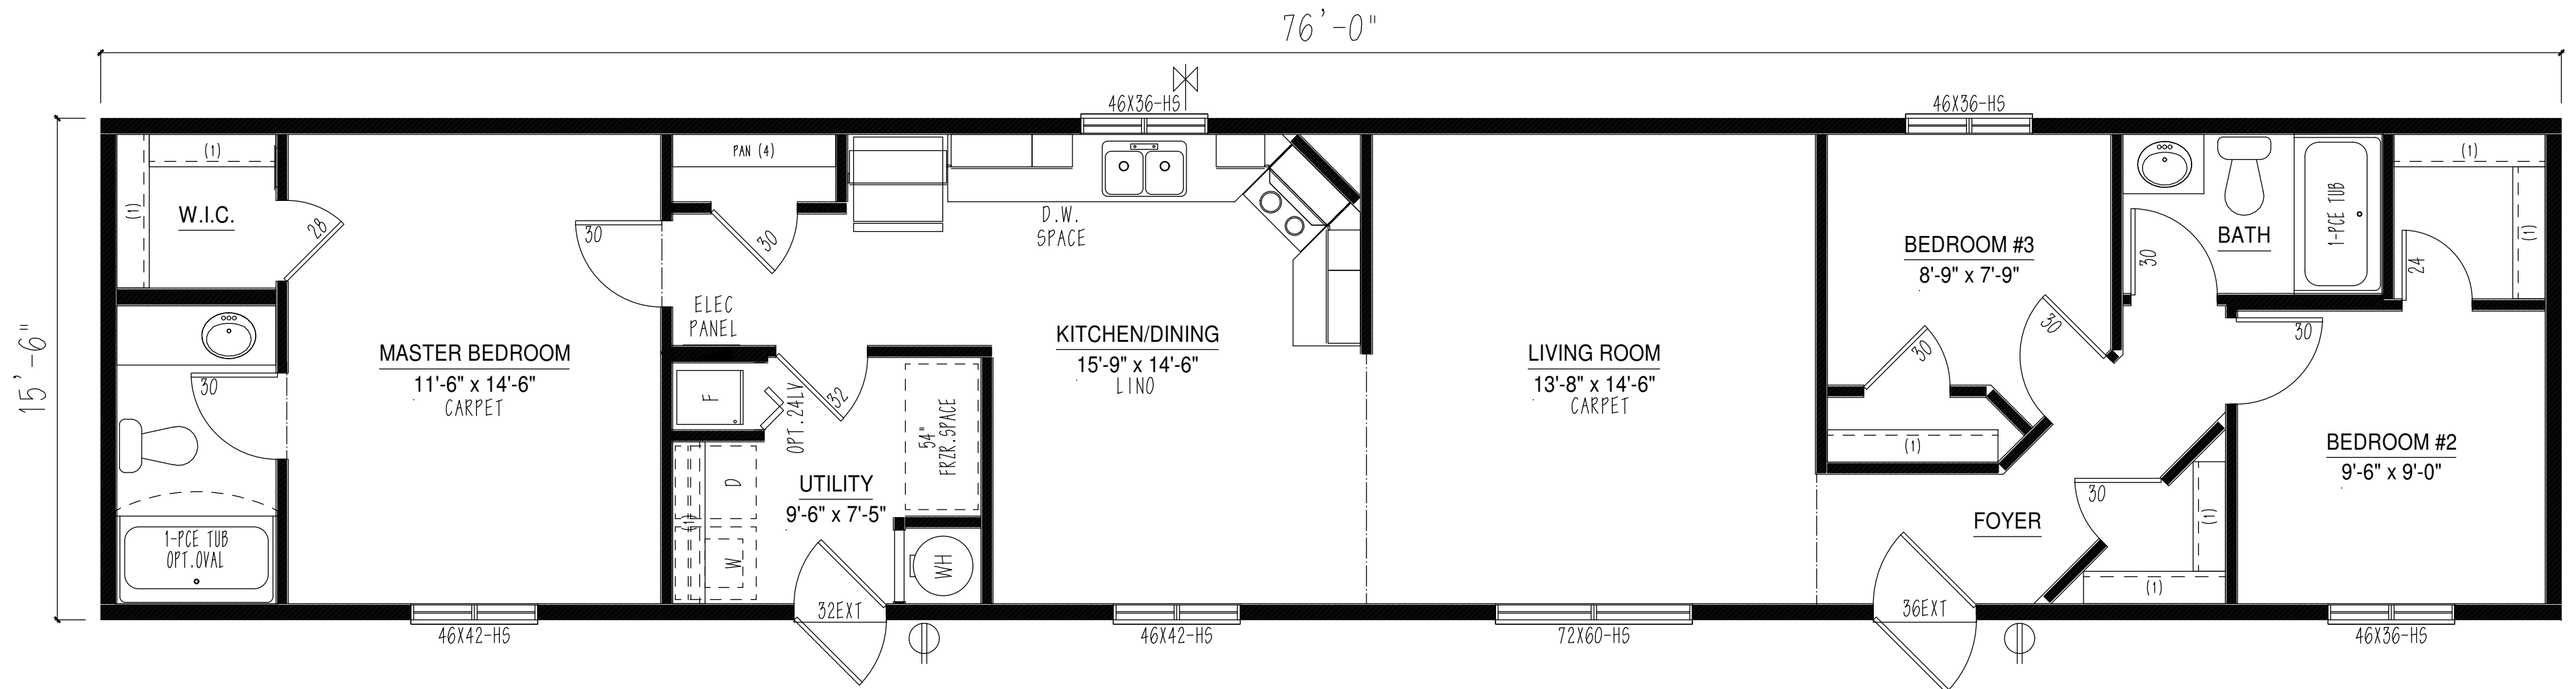 76'-0"
46X36-HS
46X36-HS
15'-6"
(1)
(1)
W.I.C.
28
30
1-PCE TUB
OPT.OVAL
MASTER BEDROOM
11'-6" x 14'-6"
CARPET
30
46X42-HS
PAN (4)
30
ELEC
PANEL
F
OPT.24LV
32
54"
FRZR.SPACE
D
(1)
W
UTILITY
9'-6" x 7'-5"
WH
32EXT
D.W.
SPACE
KITCHEN/DINING
15'-9" x 14'-6"
LINO
46X42-HS
LIVING ROOM
13'-8" x 14'-6"
CARPET
72X60-HS
BEDROOM #3
8'-9" x 7'-9"
30
30
(1)
BATH
30
1-PCE TUB
(1)
(1)
24
30
BEDROOM #2
9'-6" x 9'-0"
FOYER
30
(1)
(1)
36EXT
46X36-HS